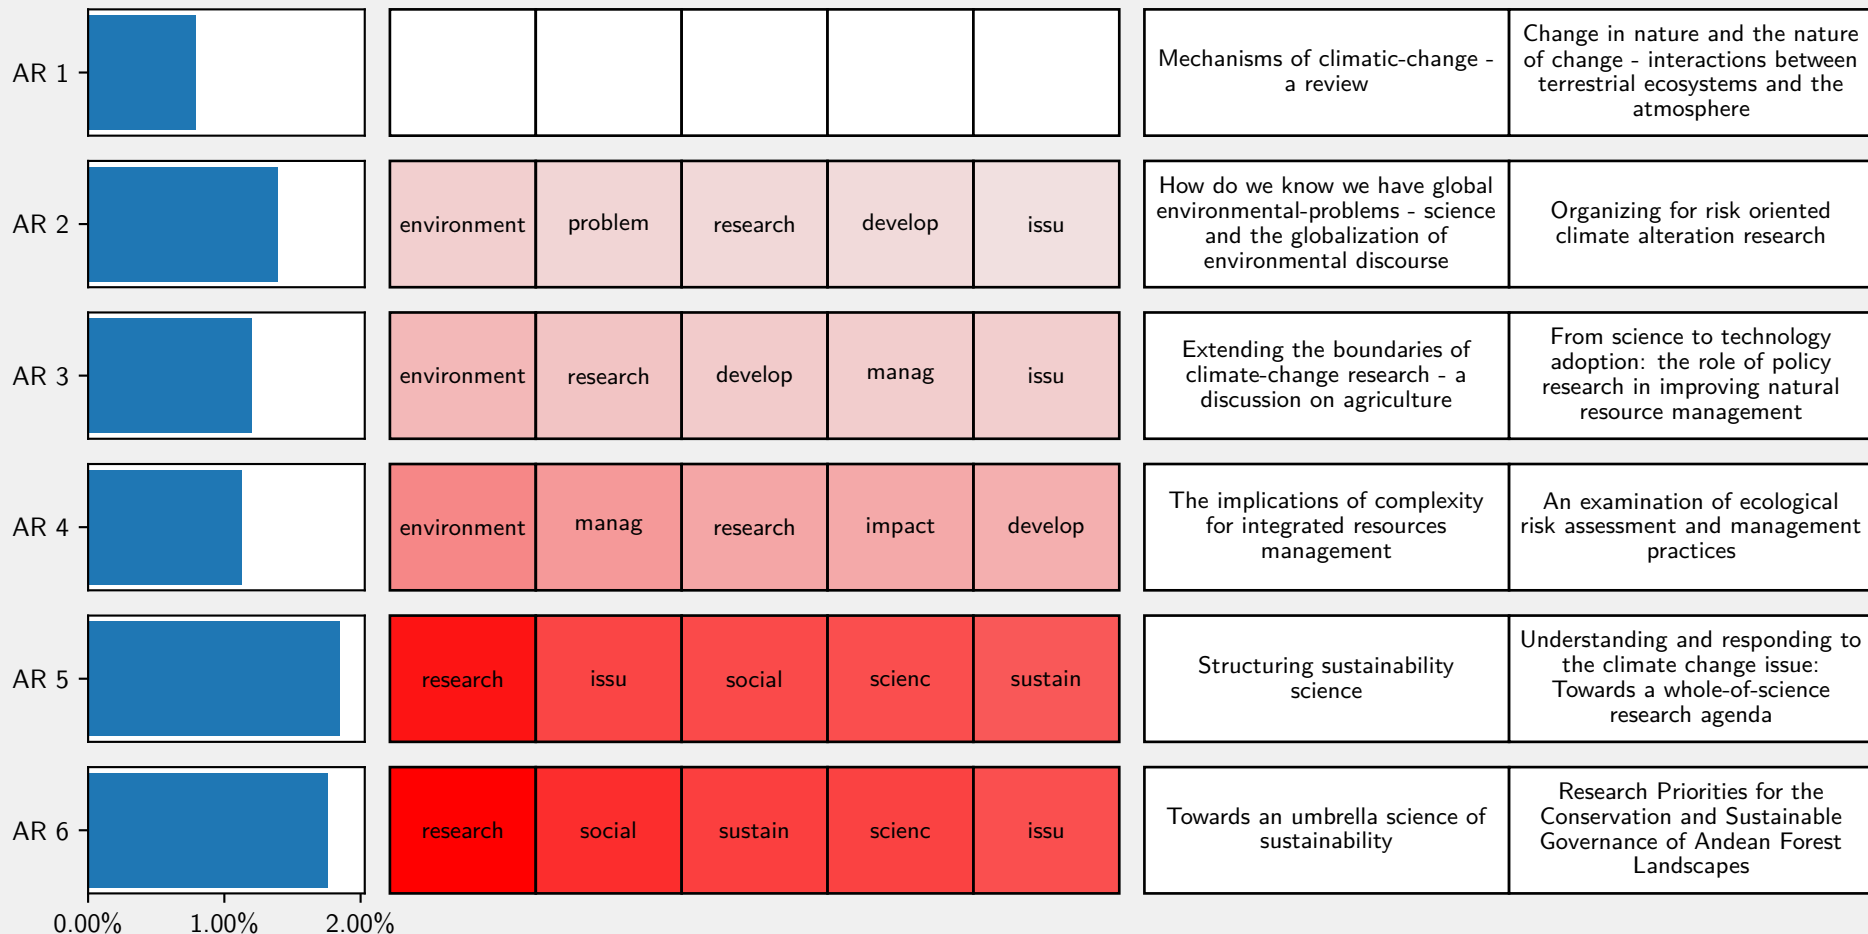 AR 1
Mechanisms of climatic-change -
a review
Change in nature and the nature
of change - interactions between
terrestrial ecosystems and the
atmosphere
AR 2
environment
problem
research
develop
issu
How do we know we have global
environmental-problems - science
and the globalization of
environmental discourse
Organizing for risk oriented
climate alteration research
AR 3
environment
research
develop
manag
issu
Extending the boundaries of
climate-change research - a
discussion on agriculture
From science to technology
adoption: the role of policy
research in improving natural
resource management
AR 4
environment
manag
research
impact
develop
The implications of complexity
for integrated resources
management
An examination of ecological
risk assessment and management
practices
AR 5
research
issu
social
scienc
sustain
Structuring sustainability
science
Understanding and responding to
the climate change issue:
Towards a whole-of-science
research agenda
AR 6
research
social
sustain
scienc
issu
Towards an umbrella science of
sustainability
Research Priorities for the
Conservation and Sustainable
Governance of Andean Forest
Landscapes
0.00%
1.00%
2.00%